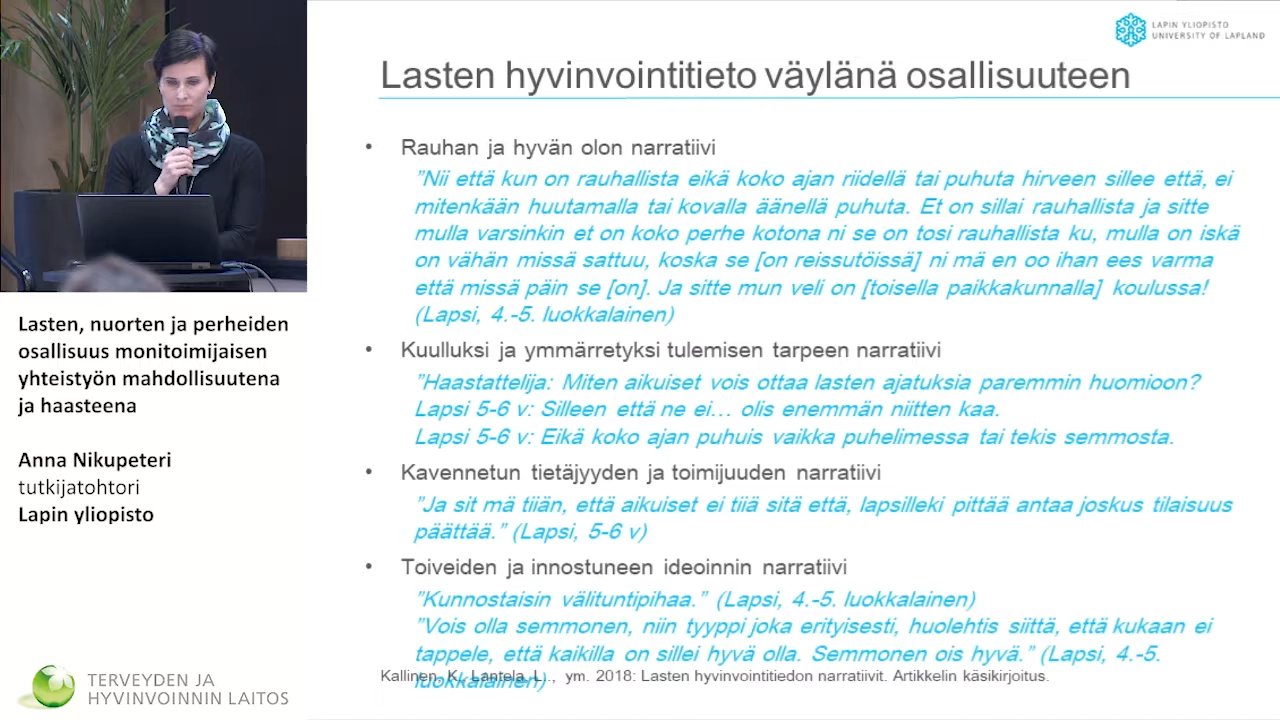 LAPIN YLIOPISTO
UNIVERSITY OF LAPLAND
Lasten hyvinvointitieto väylänä osallisuuteen
• Rauhan ja hyvän olon narratiivi
”Nii että kun on rauhallista eikä koko ajan riidellä tai puhuta hirveen sillee että, ei
mitenkään huutamalla tai kovalla äänellä puhuta. Et on sillai rauhallista ja sitte
mulla varsinkin et on koko perhe kotona ni se on tosi rauhallista ku, mulla on iskä
on vähän missä sattuu, koska se [on reissutöissä] ni mä en oo ihan ees varma
että missä päin se [on]. Ja sitte mun veli on [toisella paikkakunnalla] koulussa!
(Lapsi, 4.-5. luokkalainen)
• Kuulluksi ja ymmärretyksi tulemisen tarpeen narratiivi
”Haastattelija: Miten aikuiset vois ottaa lasten ajatuksia paremmin huomioon?
Lapsi 5-6 v: Silleen että ne ei… olis enemmän niitten kaa.
Lapsi 5-6 v: Eikä koko ajan puhuis vaikka puhelimessa tai tekis semmosta.
• Kavennetun tietäjyyden ja toimijuuden narratiivi
”Ja sit mä tiiän, että aikuiset ei tiiä sitä että, lapsilleki pittää antaa joskus tilaisuus
päättää.” (Lapsi, 5-6 v)
• Toiveiden ja innostuneen ideoinnin narratiivi
”Kunnostaisin välituntipihaa.” (Lapsi, 4.-5. luokkalainen)
”Vois olla semmonen, niin tyyppi joka erityisesti, huolehtis siittä, että kukaan ei
tappele, että kaikilla on sillei hyvä olla. Semmonen ois hyvä.” (Lapsi, 4.-5.
luokkalainen)
Kallinen, K., Lantela, L., ym. 2018: Lasten hyvinvointitiedon narratiivit. Artikkelin käsikirjoitus.
Lasten, nuorten ja perheiden
osallisuus monitoimijaisen
yhteistyön mahdollisuutena
ja haasteena
Anna Nikupeteri
tutkijatohtori
Lapin yliopisto
TERVEYDEN JA
HYVINVOINNIN LAITOS